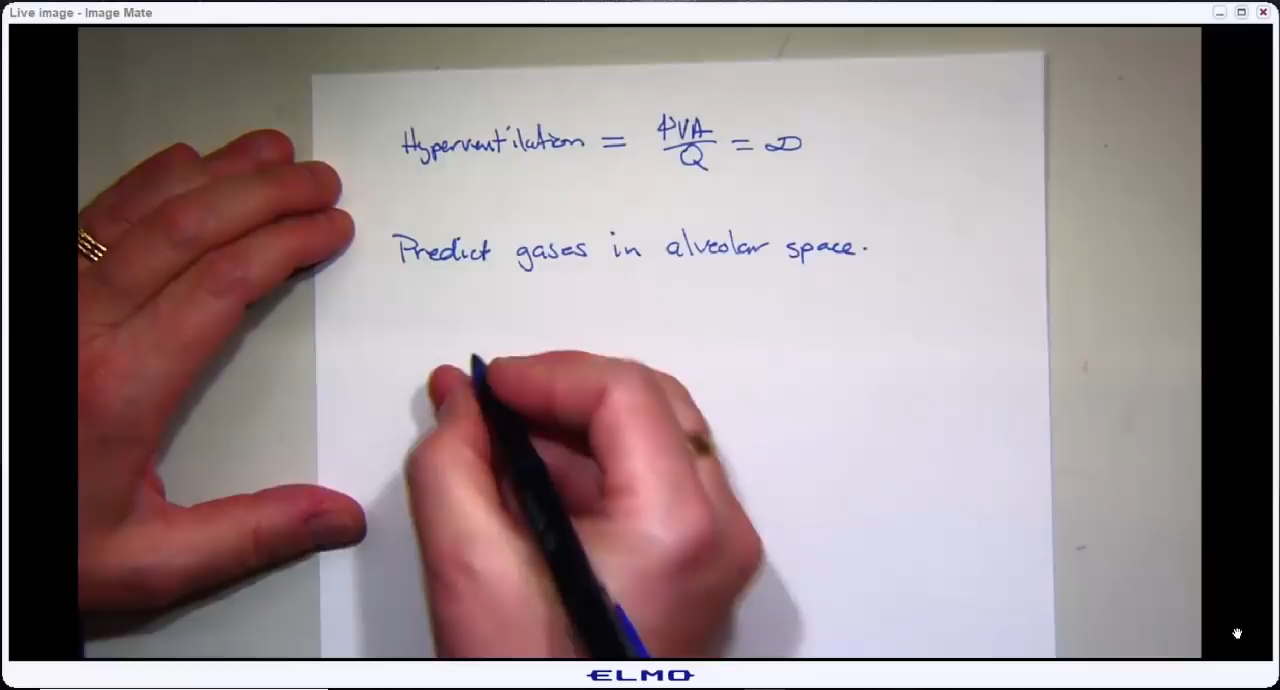 Live image - Image Mate
Hyperventilation = ↑VA/Q = ∞
Predict gases in alveolar space.
ELMO